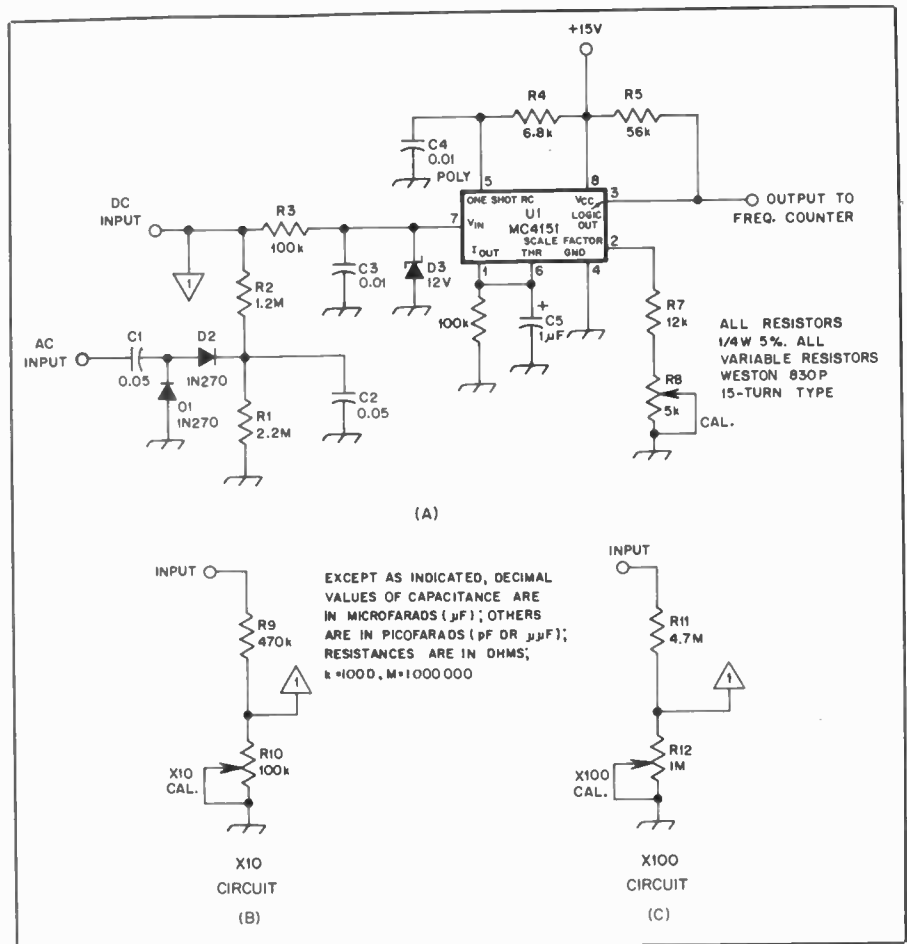 +15V
R4
6.8k
R5
56k
C4
0.01
POLY
5
8
3
ONE SHOT RC
VCC
U1
LOGIC
OUT
MC4151
VIN
SCALE FACTOR
IOUT
THR
GND
7
2
1
6
4
OUTPUT TO
FREQ. COUNTER
DC
INPUT
R3
100k
1
C3
0.01
D3
12V
R2
1.2M
100k
+
C5
1µF
R7
12k
R8
5k
CAL.
ALL RESISTORS
1/4W 5%. ALL
VARIABLE RESISTORS
WESTON 830P
15-TURN TYPE
AC
INPUT
C1
0.05
D2
1N270
O1
1N270
R1
2.2M
C2
0.05
(A)
INPUT
R9
470k
1
R10
100k
X10
CAL.
X10
CIRCUIT
(B)
EXCEPT AS INDICATED, DECIMAL
VALUES OF CAPACITANCE ARE
IN MICROFARADS (µF); OTHERS
ARE IN PICOFARADS (pF OR µµF);
RESISTANCES ARE IN OHMS;
k=1000, M=1000000
INPUT
R11
4.7M
1
R12
1M
X100
CAL.
X100
CIRCUIT
(C)